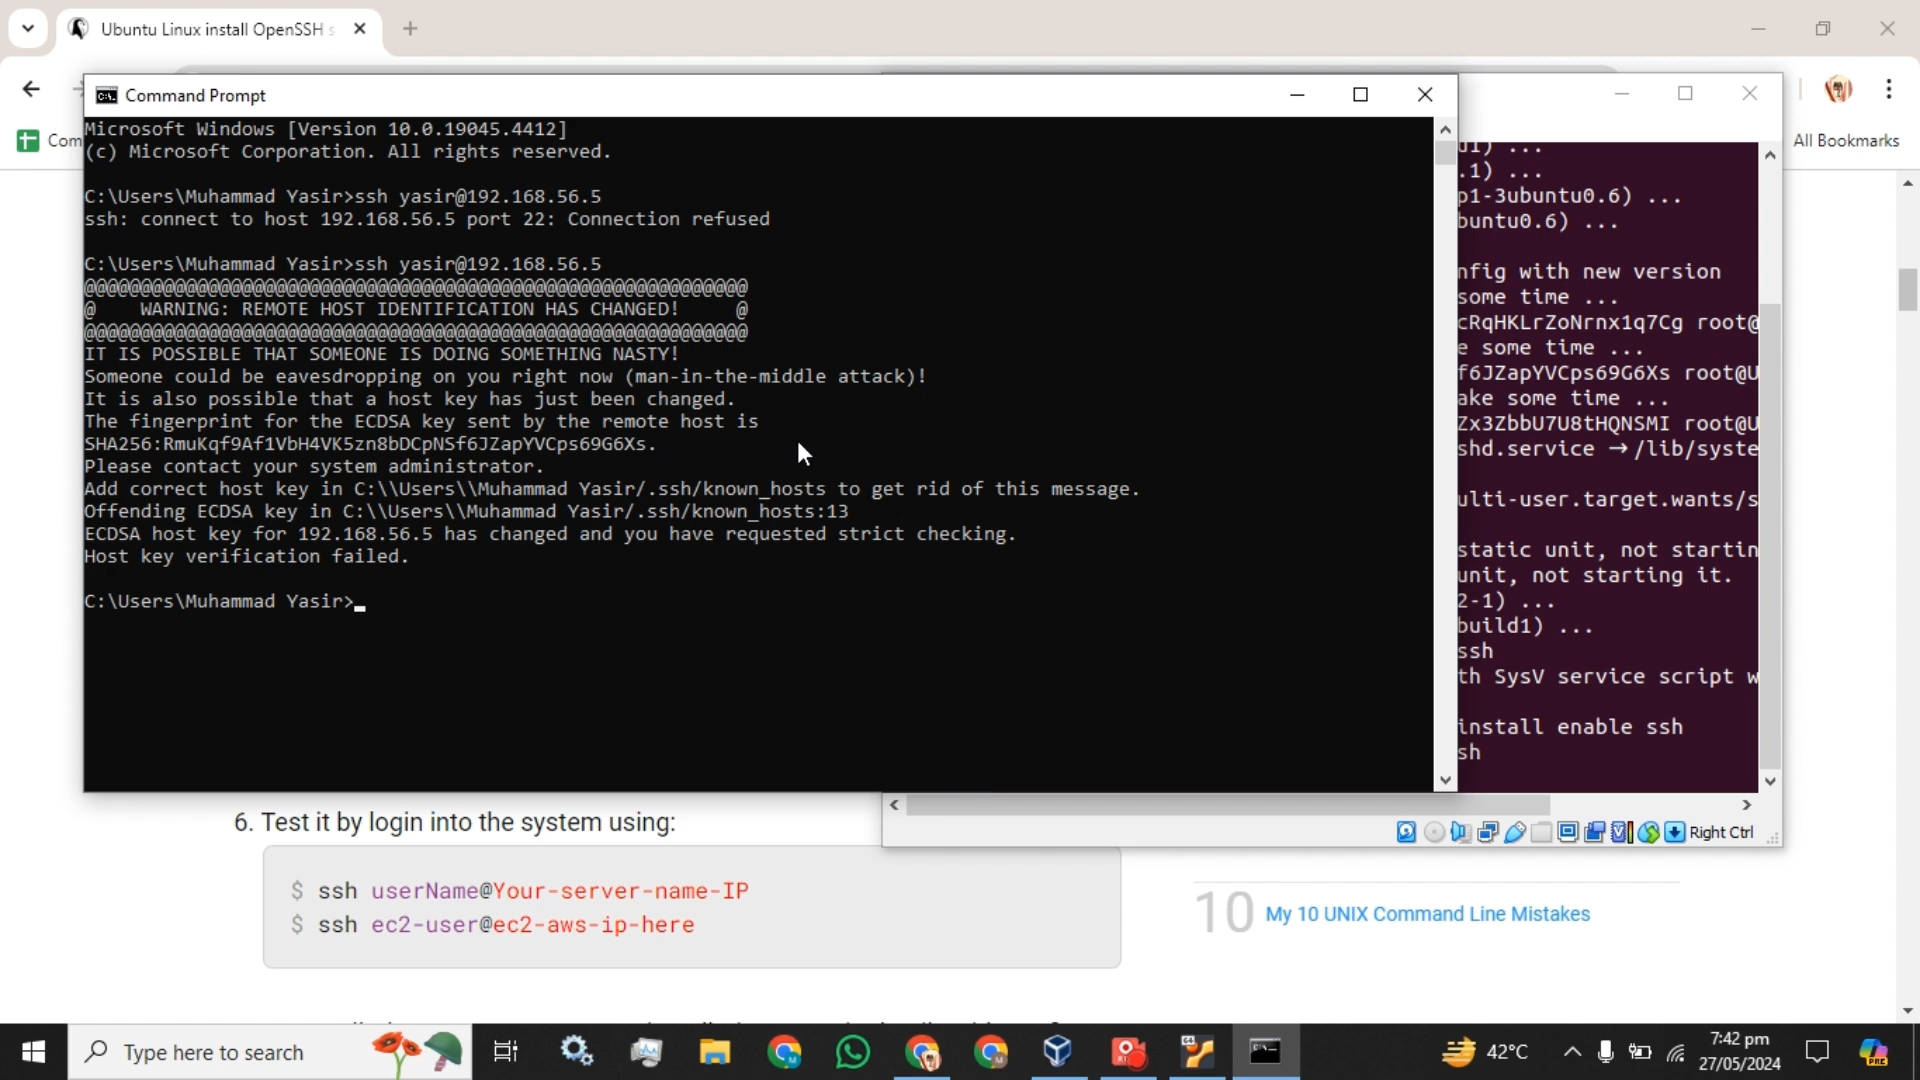 Ubuntu Linux install OpenSSH s
Com
All Bookmarks
Command Prompt
Microsoft Windows [Version 10.0.19045.4412]
(c) Microsoft Corporation. All rights reserved.
C:\Users\Muhammad Yasir>ssh yasir@192.168.56.5
ssh: connect to host 192.168.56.5 port 22: Connection refused
C:\Users\Muhammad Yasir>ssh yasir@192.168.56.5
@@@@@@@@@@@@@@@@@@@@@@@@@@@@@@@@@@@@@@@@@@@@@@@@@@@@@@@@@@@
@    WARNING: REMOTE HOST IDENTIFICATION HAS CHANGED!     @
@@@@@@@@@@@@@@@@@@@@@@@@@@@@@@@@@@@@@@@@@@@@@@@@@@@@@@@@@@@
IT IS POSSIBLE THAT SOMEONE IS DOING SOMETHING NASTY!
Someone could be eavesdropping on you right now (man-in-the-middle attack)!
It is also possible that a host key has just been changed.
The fingerprint for the ECDSA key sent by the remote host is
SHA256:RmuKqf9Af1VbH4VK5zn8bDCpNSf6JZapYVCps69G6Xs.
Please contact your system administrator.
Add correct host key in C:\\Users\\Muhammad Yasir/.ssh/known_hosts to get rid of this message.
Offending ECDSA key in C:\\Users\\Muhammad Yasir/.ssh/known_hosts:13
ECDSA host key for 192.168.56.5 has changed and you have requested strict checking.
Host key verification failed.
C:\Users\Muhammad Yasir>
.1) ...
p1-3ubuntu0.6) ...
buntu0.6) ...
nfig with new version
some time ...
cRqHKLrZoNrnx1q7Cg root@
e some time ...
f6JZapYVCps69G6Xs root@U
ake some time ...
Zx3ZbbU7U8tHQNSMI root@U
shd.service → /lib/syste
ulti-user.target.wants/s
static unit, not startin
unit, not starting it.
2-1) ...
build1) ...
ssh
th SysV service script w
install enable ssh
sh
Right Ctrl
6. Test it by login into the system using:
$ ssh userName@Your-server-name-IP
$ ssh ec2-user@ec2-aws-ip-here
10 My 10 UNIX Command Line Mistakes
Type here to search
42°C
7:42 pm
27/05/2024